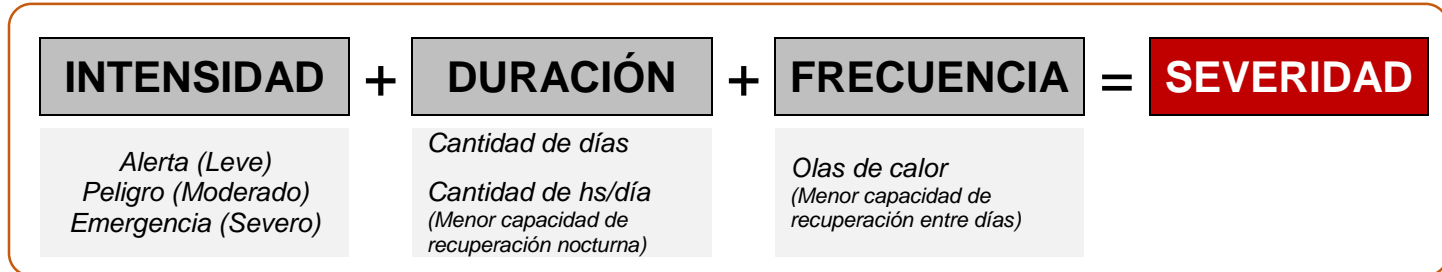 INTENSIDAD + DURACIÓN + FRECUENCIA = SEVERIDAD
Alerta (Leve)
Peligro (Moderado)
Emergencia (Severo)
Cantidad de días
Cantidad de hs/día
(Menor capacidad de
recuperación nocturna)
Olas de calor
(Menor capacidad de
recuperación entre días)